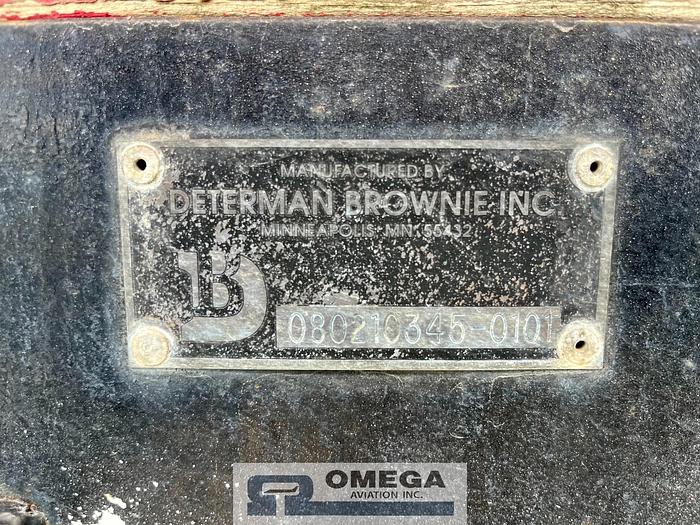 MANUFACTURED BY
DETERMAN BROWNIE INC.
MINNEAPOLIS, MN. 55432
DB
080210345-0101
OMEGA
AVIATION INC.